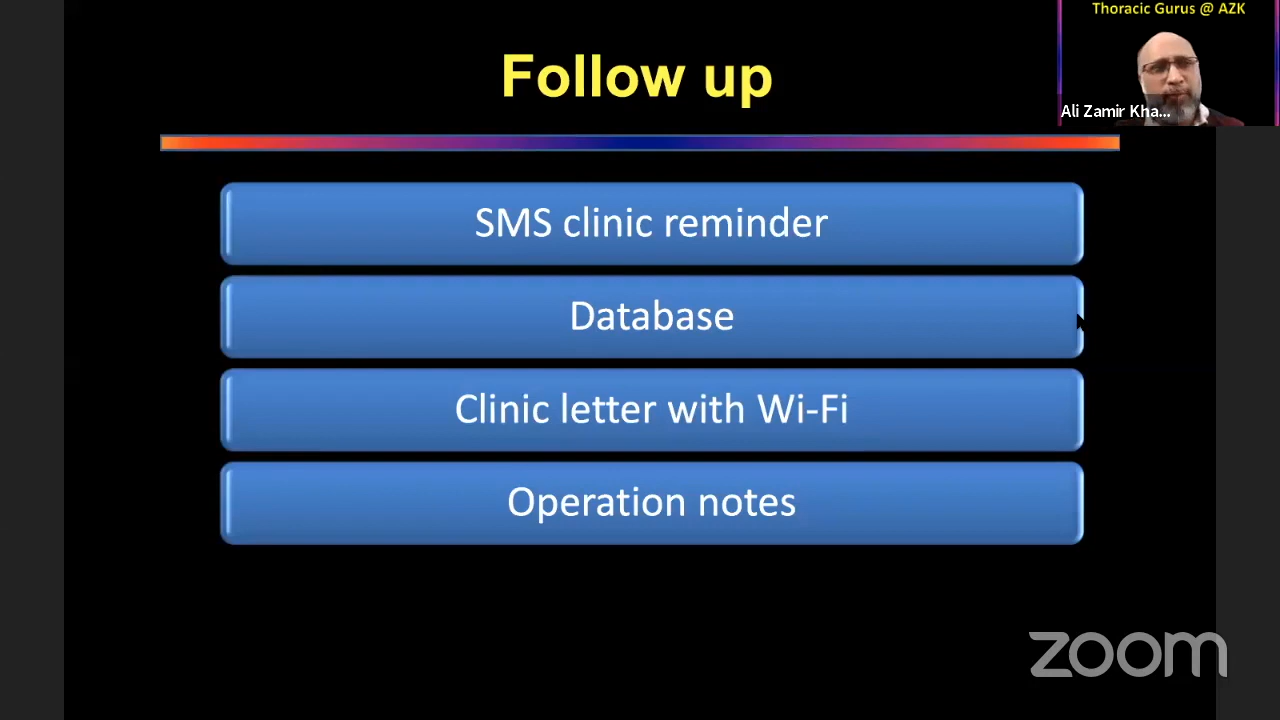 Thoracic Gurus @ AZK
Follow up
Ali Zamir Kha...
SMS clinic reminder
Database
Clinic letter with Wi-Fi
Operation notes
zoom